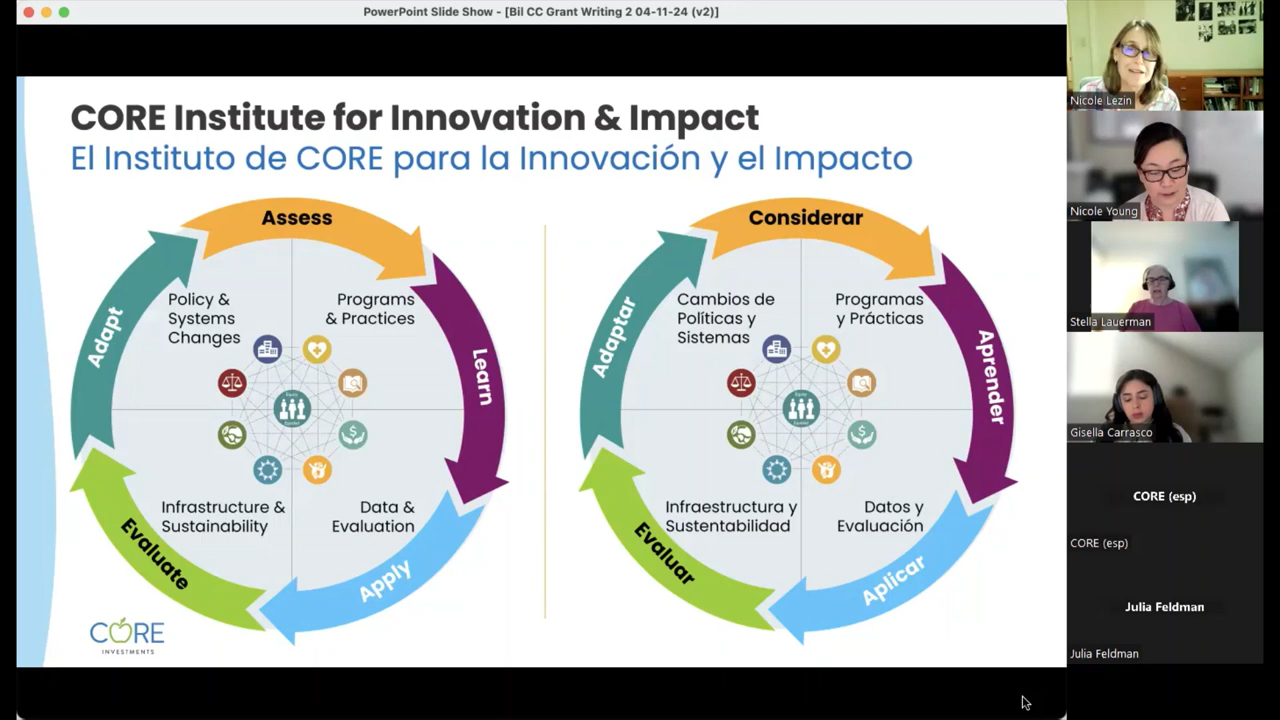 PowerPoint Slide Show - [Bil CC Grant Writing 2 04-11-24 (v2)]
CORE Institute for Innovation & Impact
El Instituto de CORE para la Innovación y el Impacto
Assess
Learn
Apply
Evaluate
Adapt
Policy &
Systems
Changes
Programs
& Practices
Infrastructure &
Sustainability
Data &
Evaluation
Considerar
Aprender
Aplicar
Evaluar
Adaptar
Cambios de
Políticas y
Sistemas
Programas
y Prácticas
Infraestructura y
Sustentabilidad
Datos y
Evaluación
CORE
INVESTMENTS
Nicole Lezin
Nicole Young
Stella Lauerman
Gisella Carrasco
CORE (esp)
CORE (esp)
Julia Feldman
Julia Feldman